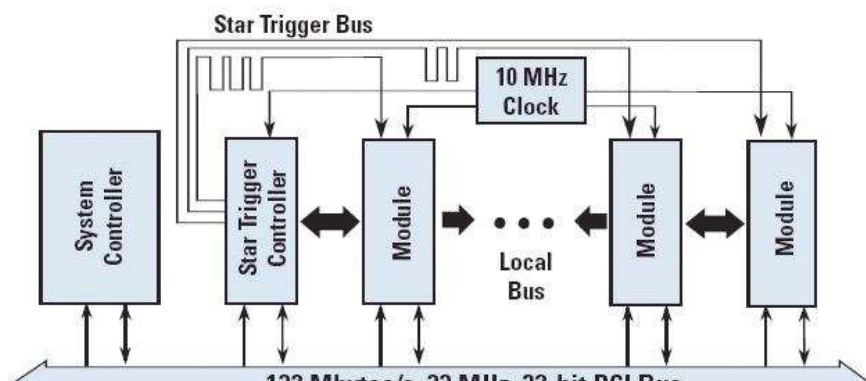 Star Trigger Bus
10 MHz
Clock
System
Controller
Star Trigger
Controller
Module
Local
Bus
Module
Module